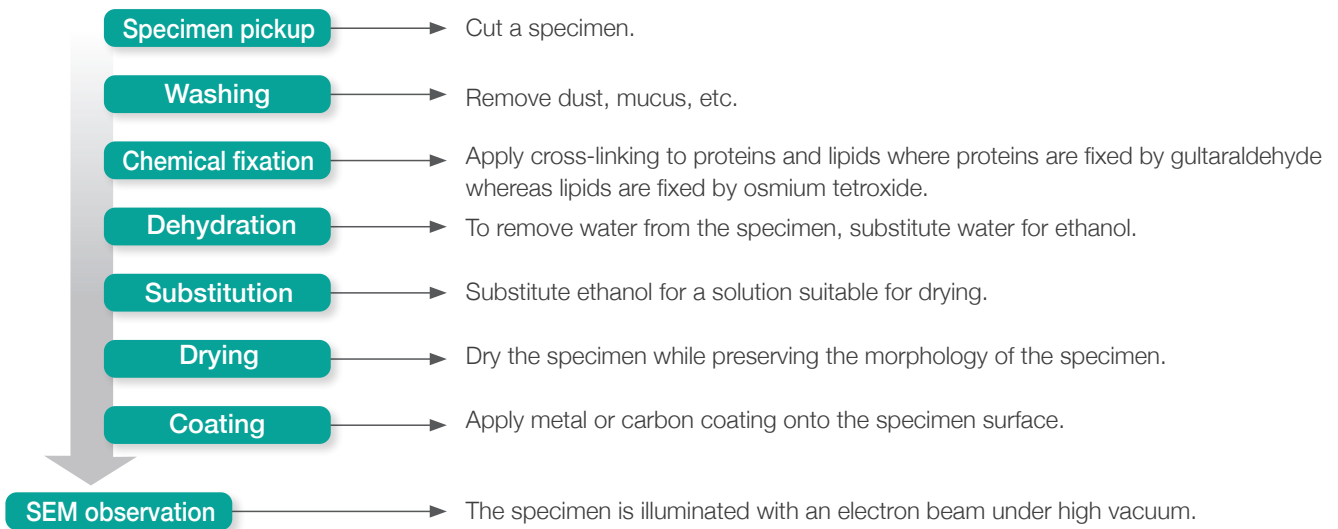 Specimen pickup
Cut a specimen.
Washing
Remove dust, mucus, etc.
Chemical fixation
Apply cross-linking to proteins and lipids where proteins are fixed by gultaraldehyde
whereas lipids are fixed by osmium tetroxide.
Dehydration
To remove water from the specimen, substitute water for ethanol.
Substitution
Substitute ethanol for a solution suitable for drying.
Drying
Dry the specimen while preserving the morphology of the specimen.
Coating
Apply metal or carbon coating onto the specimen surface.
SEM observation
The specimen is illuminated with an electron beam under high vacuum.